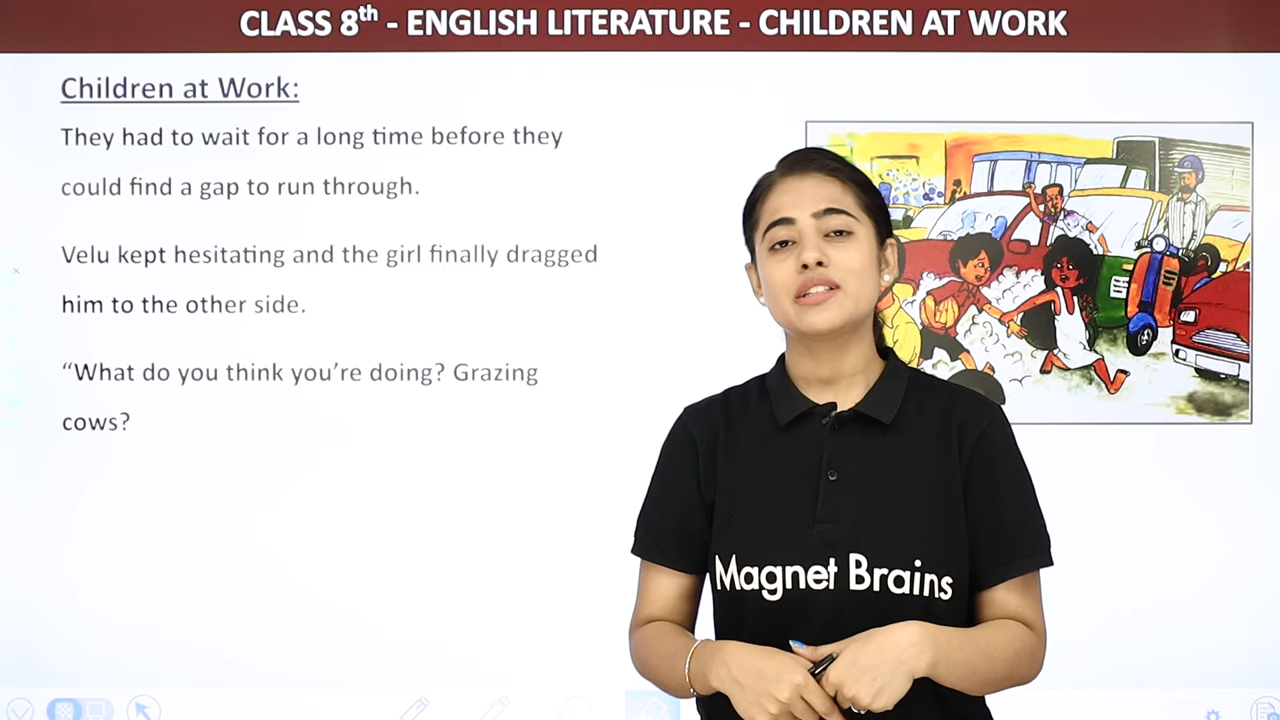 CLASS 8th - ENGLISH LITERATURE - CHILDREN AT WORK
Children at Work:
They had to wait for a long time before they
could find a gap to run through.
Velu kept hesitating and the girl finally dragged
him to the other side.
“What do you think you’re doing? Grazing
cows?
Magnet Brains